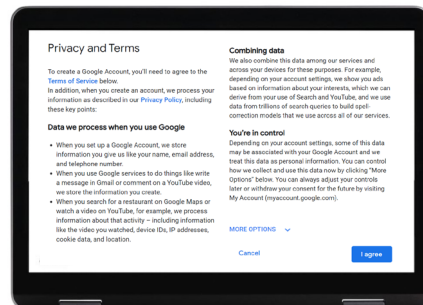 Privacy and Terms
To create a Google Account, you'll need to agree to the
Terms of Service below.
In addition, when you create an account, we process your
information as described in our Privacy Policy, including
these key points:
Data we process when you use Google
• When you set up a Google Account, we store
information you give us like your name, email address,
and telephone number.
• When you use Google services to do things like write
a message in Gmail or comment on a YouTube video,
we store the information you create.
• When you search for a restaurant on Google Maps or
watch a video on YouTube, for example, we process
information about that activity – including information
like the video you watched, device IDs, IP addresses,
cookie data, and location.
Combining data
We also combine this data among our services and
across your devices for these purposes. For example,
depending on your account settings, we show you ads
based on information about your interests, which we can
derive from your use of Search and YouTube, and we use
data from trillions of search queries to build spell-
correction models that we use across all of our services.
You're in control
Depending on your account settings, some of this data
may be associated with your Google Account and we
treat this data as personal information. You can control
how we collect and use this data now by clicking "More
Options" below. You can always adjust your controls
later or withdraw your consent for the future by visiting
My Account (myaccount.google.com).
MORE OPTIONS
Cancel
I agree